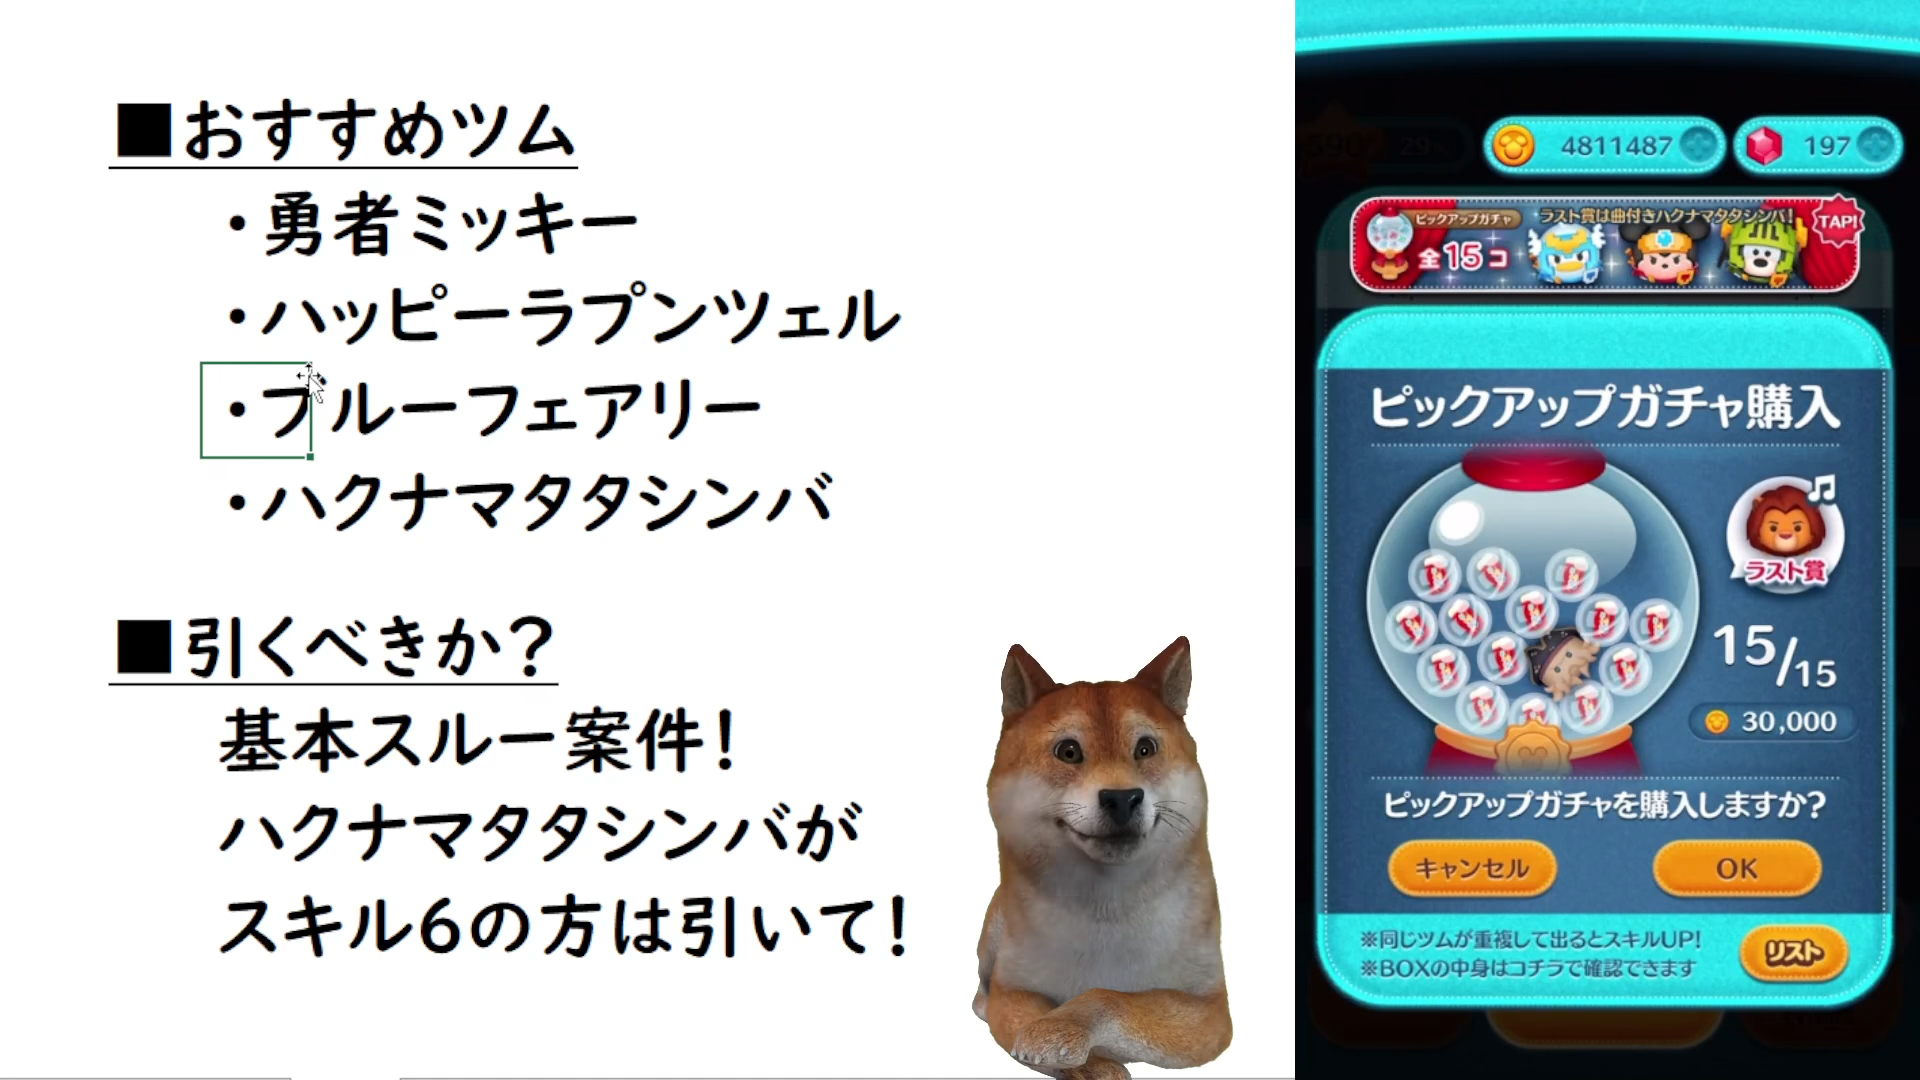 ■おすすめツム
・勇者ミッキー
・ハッピーラプンツェル
・ブルーフェアリー
・ハクナマタタシンバ
■引くべきか?
基本スルー案件!
ハクナマタタシンバが
スキル6の方は引いて!
4811487
197
ピックアップガチャ
ラスト賞は曲付きハクナマタタシンバ!
TAP!
全15コ
ピックアップガチャ購入
ラスト賞
15/15
30,000
ピックアップガチャを購入しますか?
キャンセル
OK
※同じツムが重複して出るとスキルUP!
※BOXの中身はコチラで確認できます
リスト